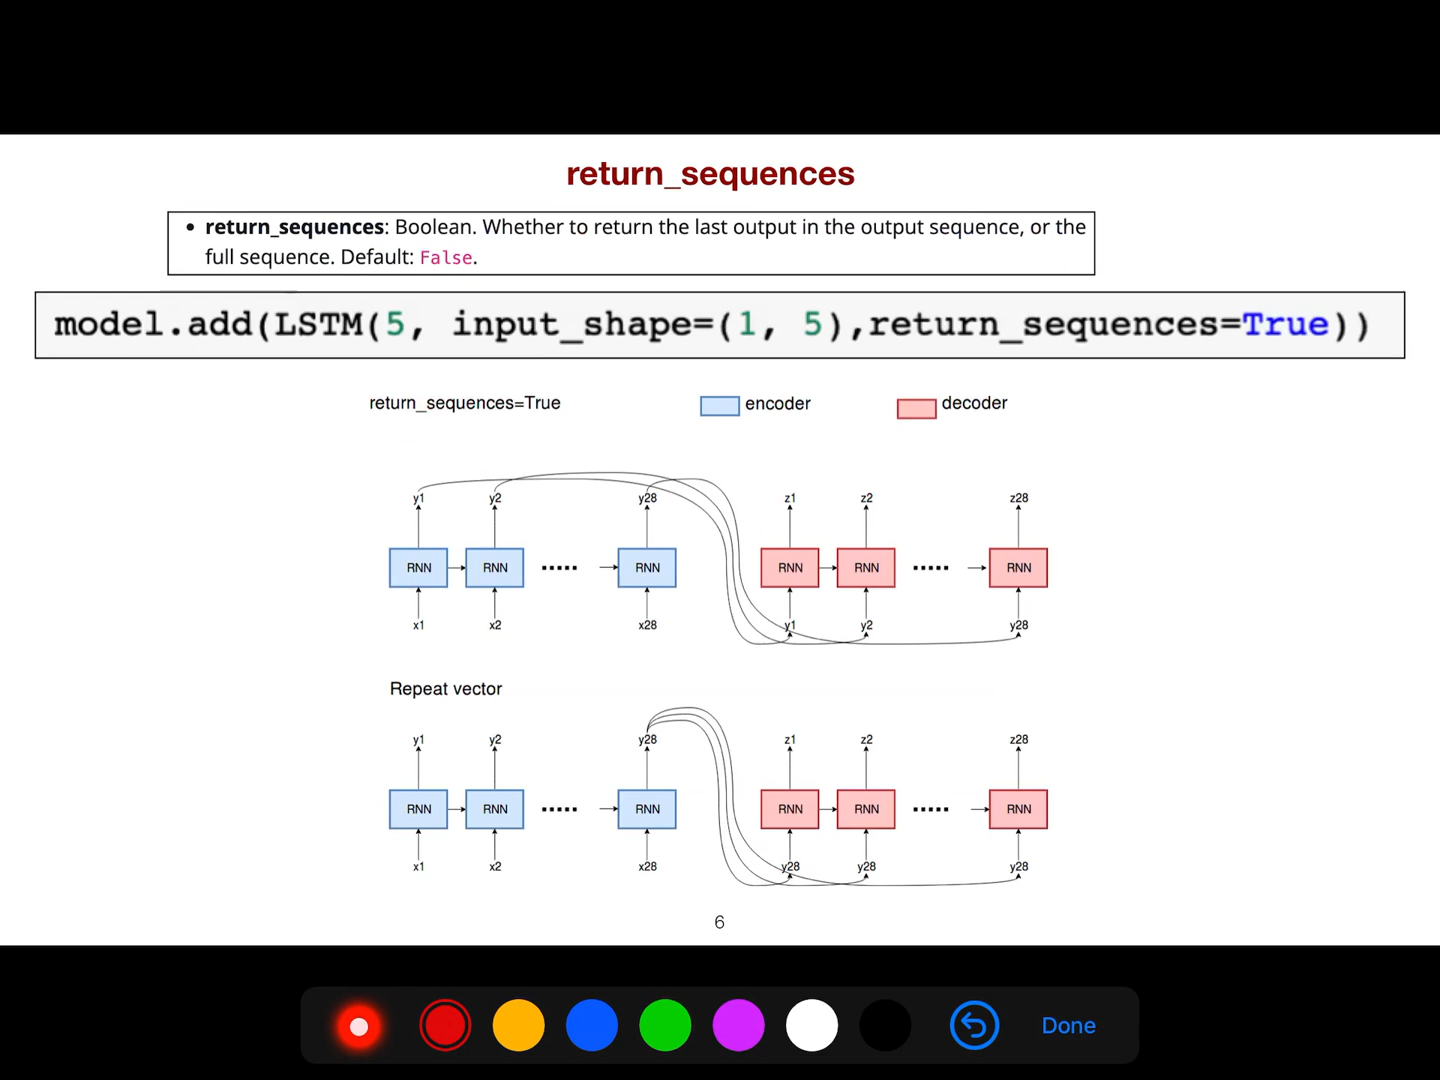 return_sequences
• return_sequences: Boolean. Whether to return the last output in the output sequence, or the
full sequence. Default: False.
model.add(LSTM(5, input_shape=(1, 5),return_sequences=True))
return_sequences=True encoder decoder
y1 y2 y28 z1 z2 z28
RNN RNN ..... RNN RNN RNN ..... RNN
x1 x2 x28 y1 y2 y28
Repeat vector
y1 y2 y28 z1 z2 z28
RNN RNN ..... RNN RNN RNN ..... RNN
x1 x2 x28 y28 y28 y28
6
Done